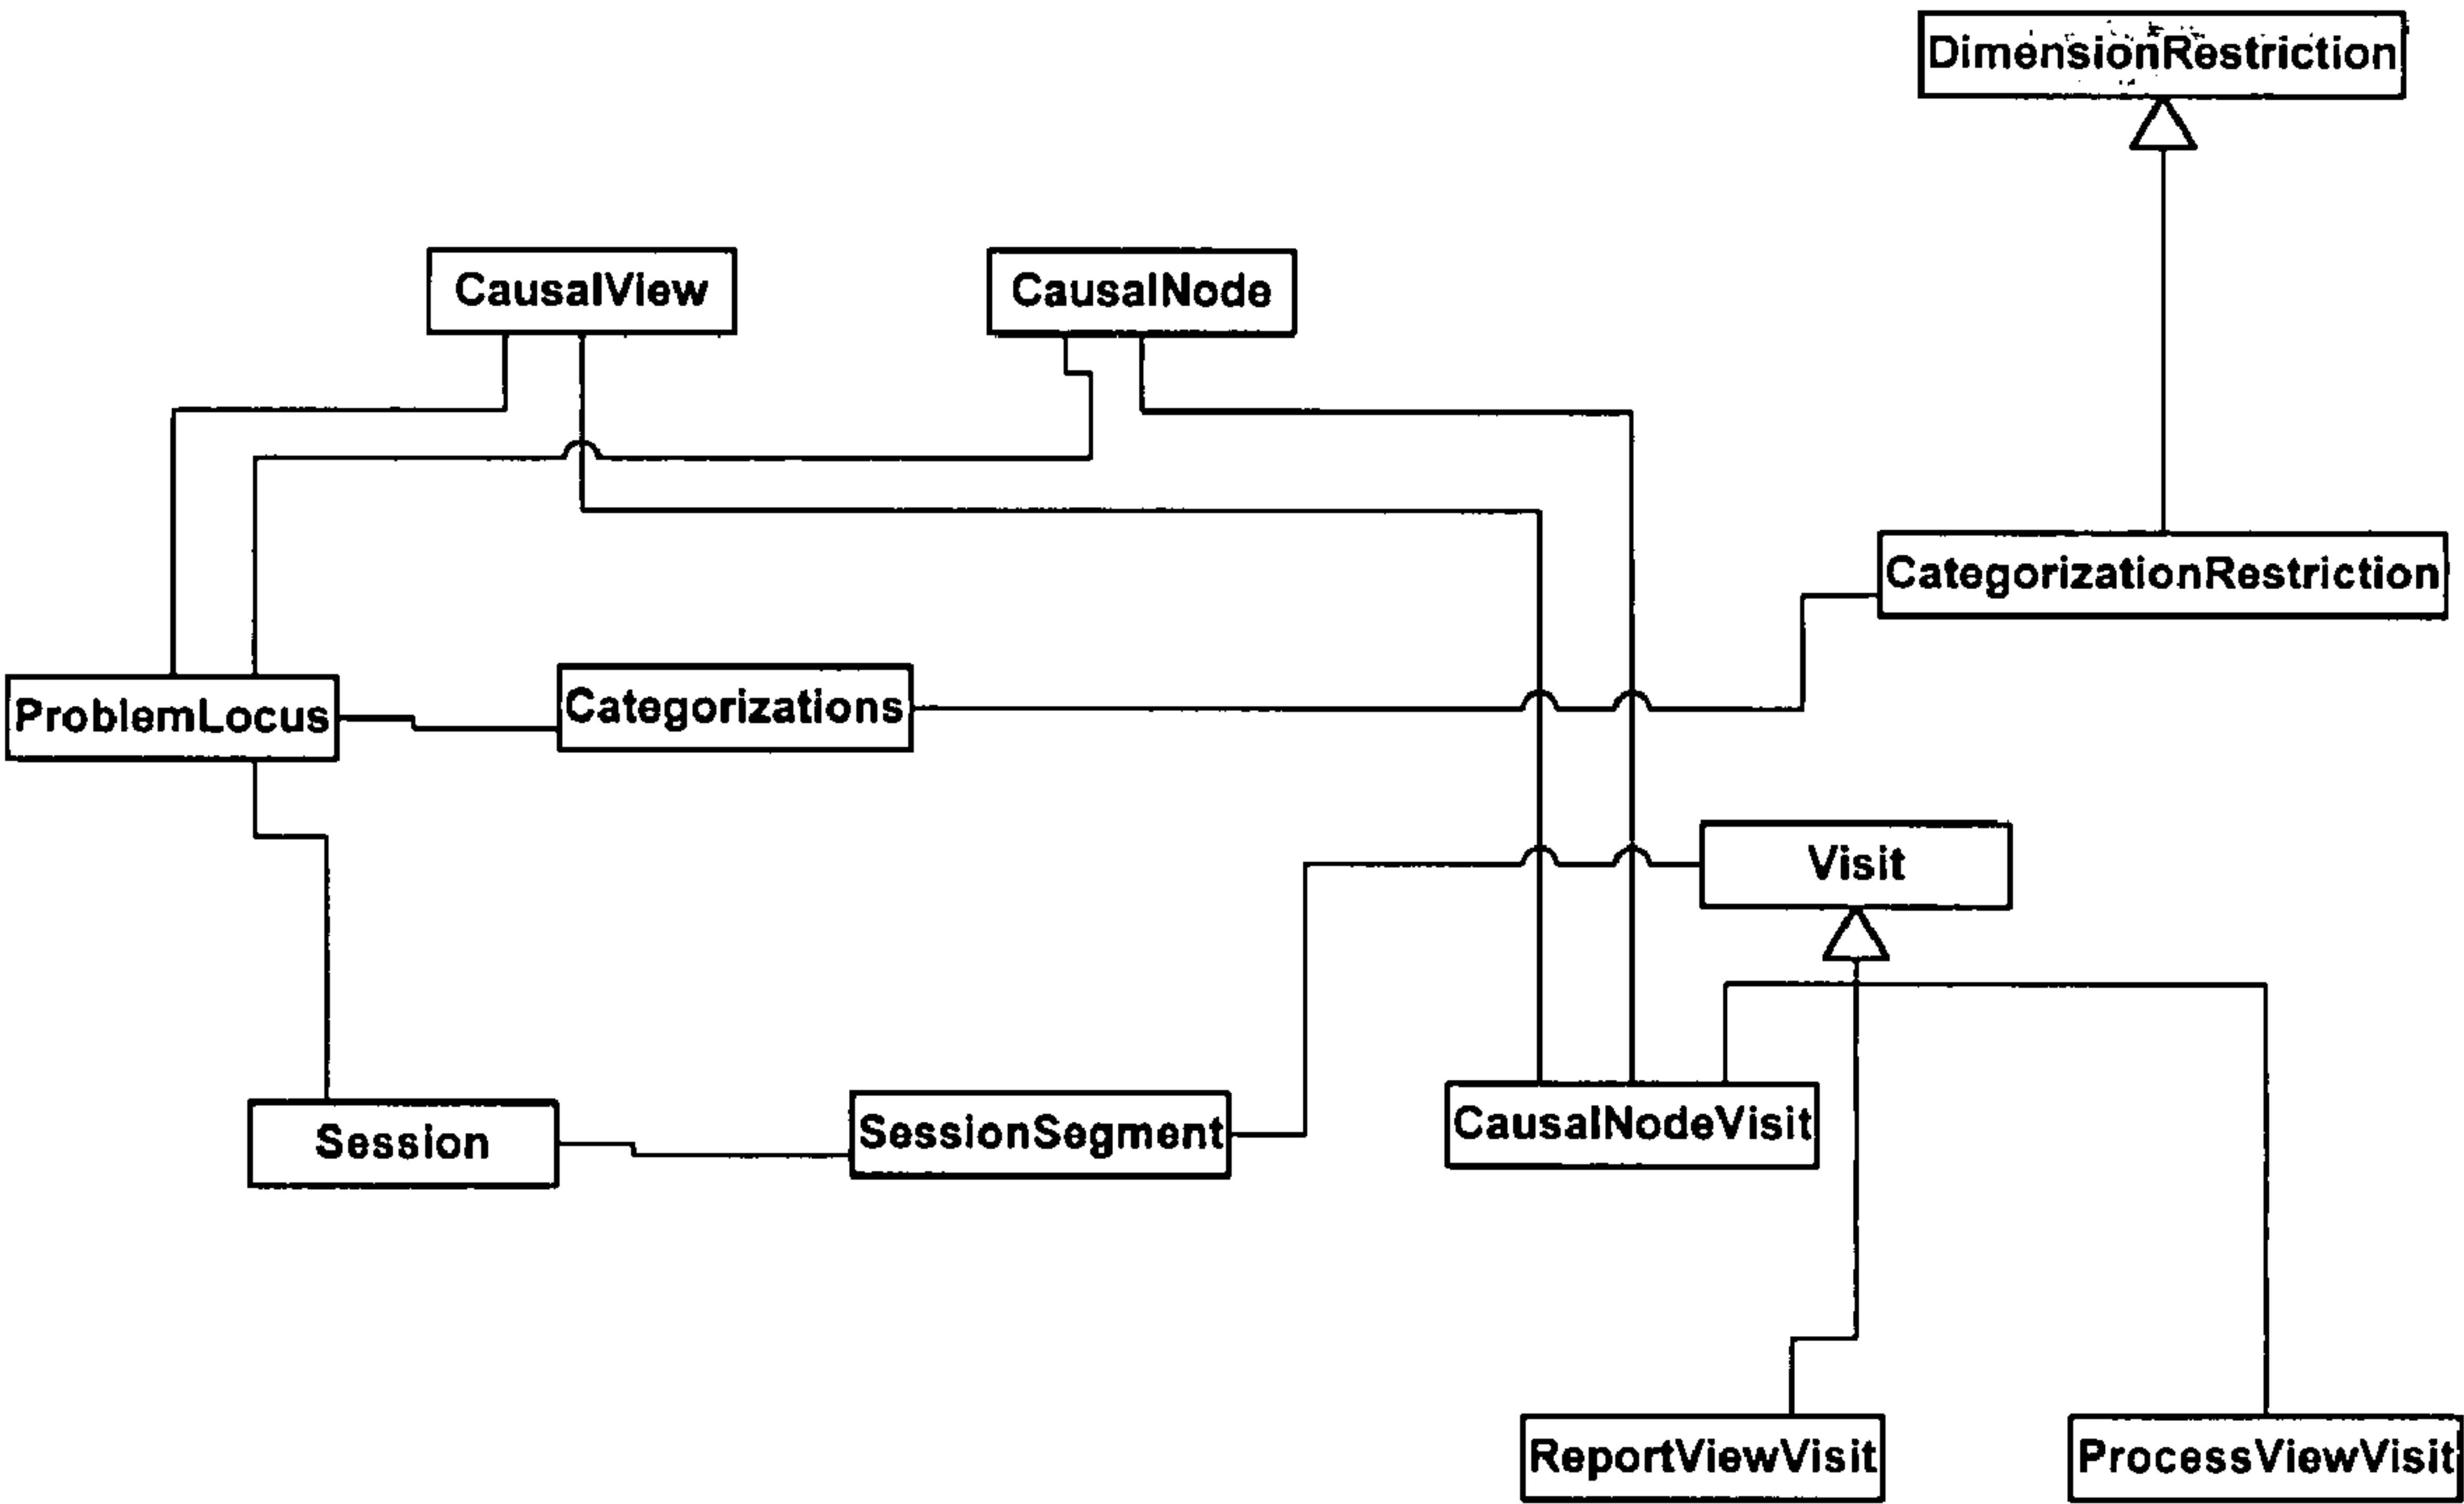 DimensionRestriction
CausalView
CausalNode
CategorizationRestriction
ProblemLocus
Categorizations
Visit
Session
SessionSegment
CausalNodeVisit
ReportViewVisit
ProcessViewVisit